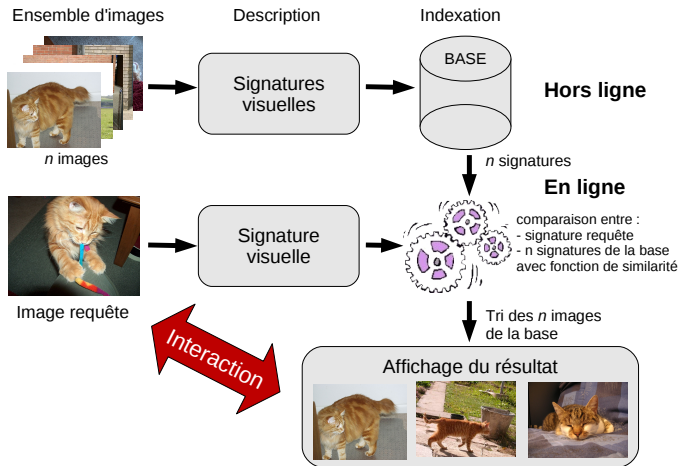 Ensemble d'images
Description
Indexation
Signatures
visuelles
BASE
Hors ligne
n images
n signatures
En ligne
Signature
visuelle
comparaison entre :
- signature requête
- n signatures de la base
avec fonction de similarité
Image requête
Tri des n images
de la base
Interaction
Affichage du résultat